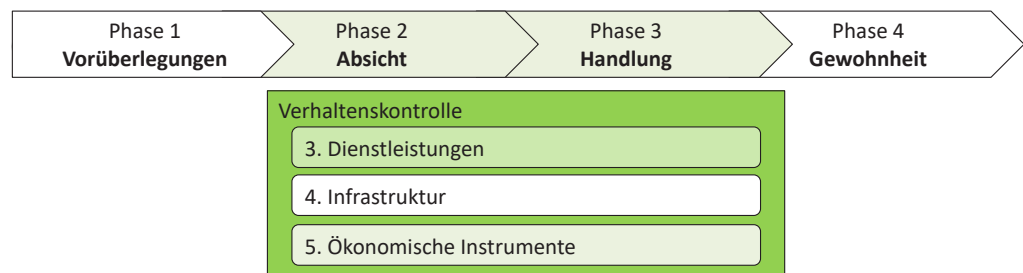 Phase 1
Vorüberlegungen
Phase 2
Absicht
Phase 3
Handlung
Phase 4
Gewohnheit
Verhaltenskontrolle
3. Dienstleistungen
4. Infrastruktur
5. Ökonomische Instrumente